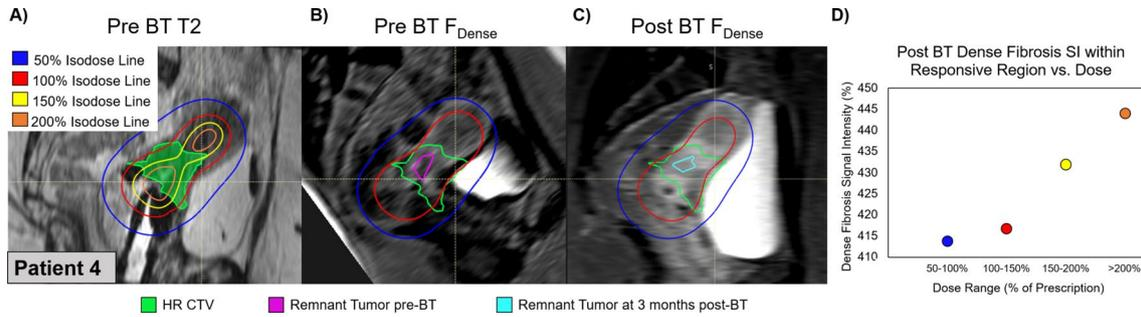 A)
Pre BT T2
50% Isodose Line
100% Isodose Line
150% Isodose Line
200% Isodose Line
Patient 4
B)
Pre BT FDense
C)
Post BT FDense
S
HR CTV
Remnant Tumor pre-BT
Remnant Tumor at 3 months post-BT
D)
Post BT Dense Fibrosis SI within
Responsive Region vs. Dose
Dense Fibrosis Signal Intensity (%)
450
445
440
435
430
425
420
415
410
50-100%
100-150%
150-200%
>200%
Dose Range (% of Prescription)